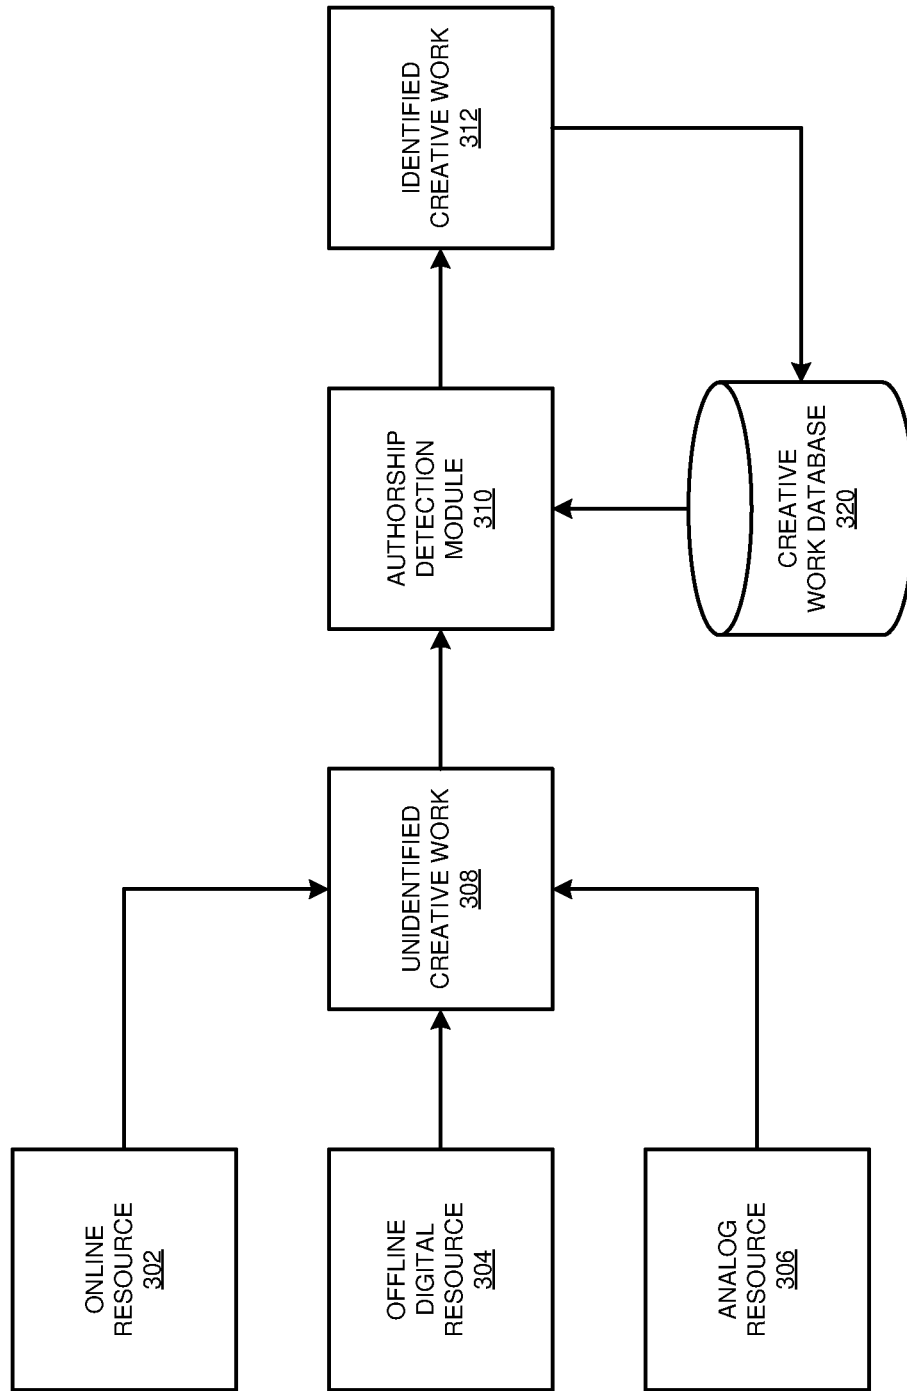 ONLINE
RESOURCE
302
OFFLINE
DIGITAL
RESOURCE
304
ANALOG
RESOURCE
306
UNIDENTIFIED
CREATIVE WORK
308
AUTHORSHIP
DETECTION
MODULE
310
IDENTIFIED
CREATIVE WORK
312
CREATIVE
WORK DATABASE
320